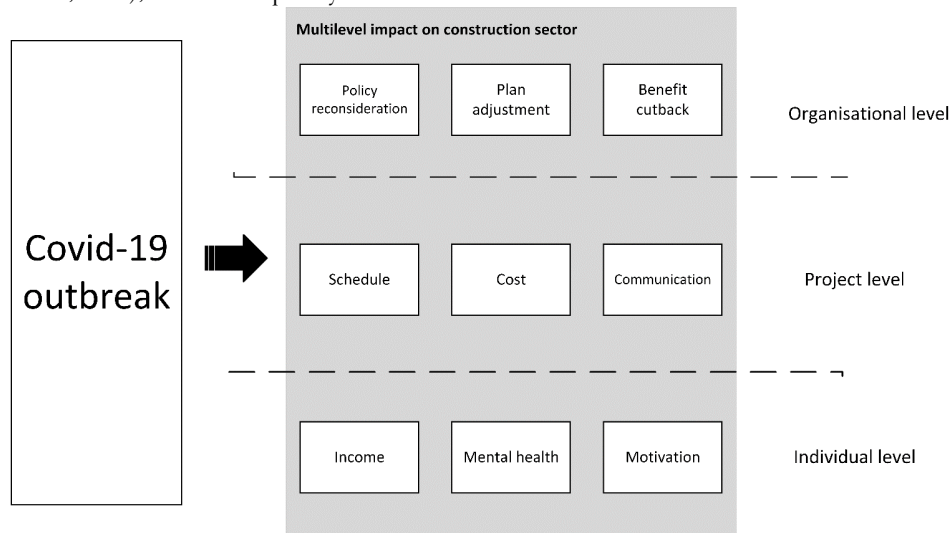 Multilevel impact on construction sector
Policy
reconsideration
Plan
adjustment
Benefit
cutback
Organisational level
Covid-19
outbreak
Schedule
Cost
Communication
Project level
Income
Mental health
Motivation
Individual level